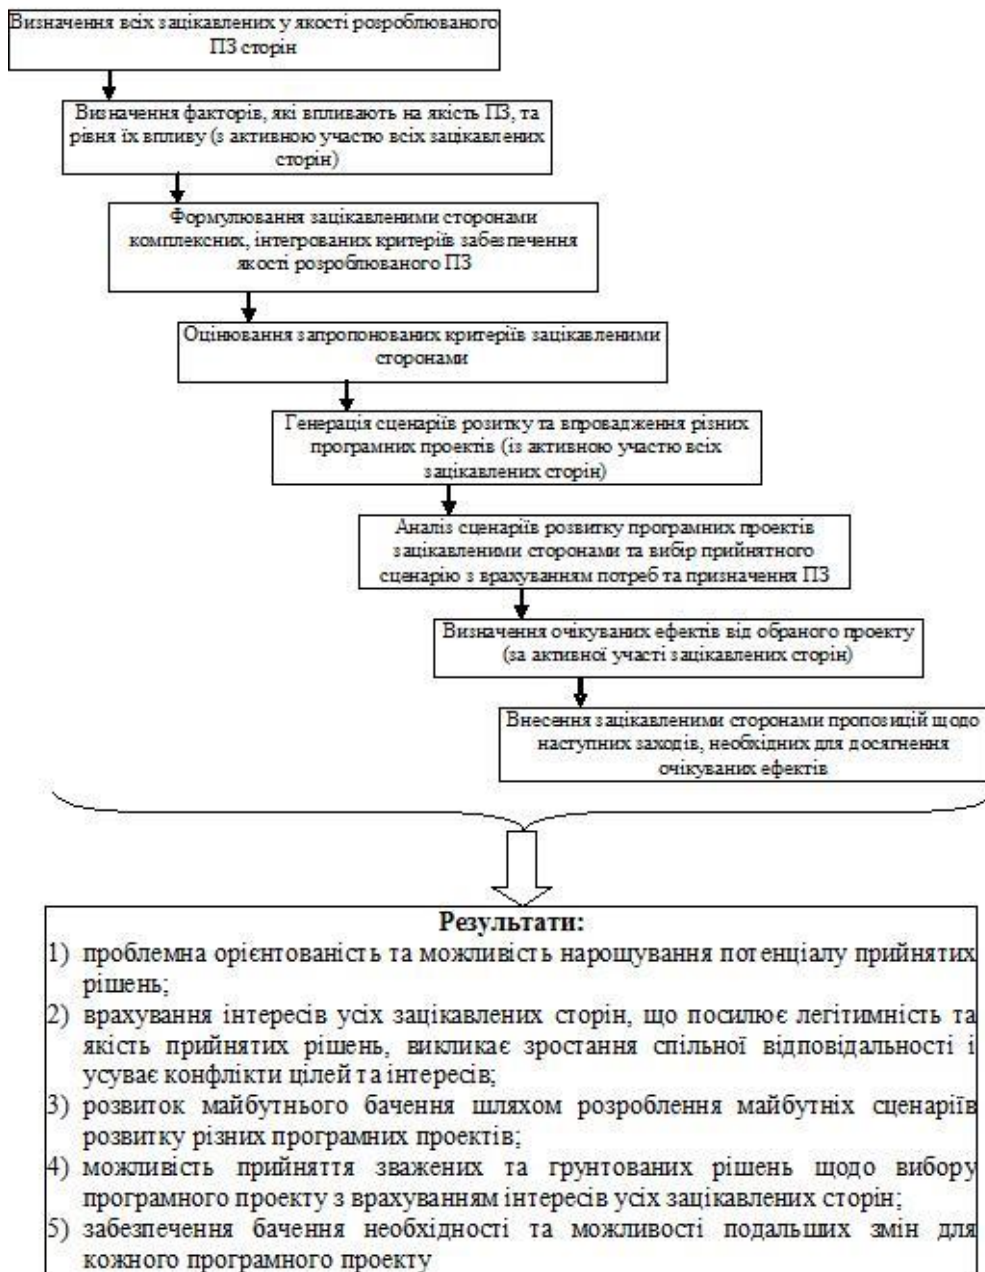 Визначення всіх зацікавлених у якості розроблюваного
ПЗ сторін
Визначення факторів, які впливають на якість ПЗ, та
рівня їх впливу (з активною участю всіх зацікавлених
сторін)
Формулювання зацікавленими сторонами
комплексних, інтегрованих критеріїв забезпечення
якості розроблюваного ПЗ
Оцінювання запропонованих критеріїв зацікавленими
сторонами
Генерація сценаріїв розитку та впровадження різних
програмних проектів (із активною участю всіх
зацікавлених сторін)
Аналіз сценаріїв розвитку програмних проектів
зацікавленими сторонами та вибір прийнятного
сценарію з врахуванням потреб та призначення ПЗ
Визначення очікуваних ефектів від обраного проекту
(за активної участі зацікавлених сторін)
Внесення зацікавленими сторонами пропозицій щодо
наступних заходів, необхідних для досягнення
очікуваних ефектів
Результати:
1) проблемна орієнтованість та можливість нарощування потенціалу прийнятих
рішень;
2) врахування інтересів усіх зацікавлених сторін, що посилює легітимність та
якість прийнятих рішень, викликає зростання спільної відповідальності і
усуває конфлікти цілей та інтересів;
3) розвиток майбутнього бачення шляхом розроблення майбутніх сценаріїв
розвитку різних програмних проектів;
4) можливість прийняття зважених та грунтованих рішень щодо вибору
програмного проекту з врахуванням інтересів усіх зацікавлених сторін;
5) забезпечення бачення необхідності та можливості подальших змін для
кожного програмного проекту